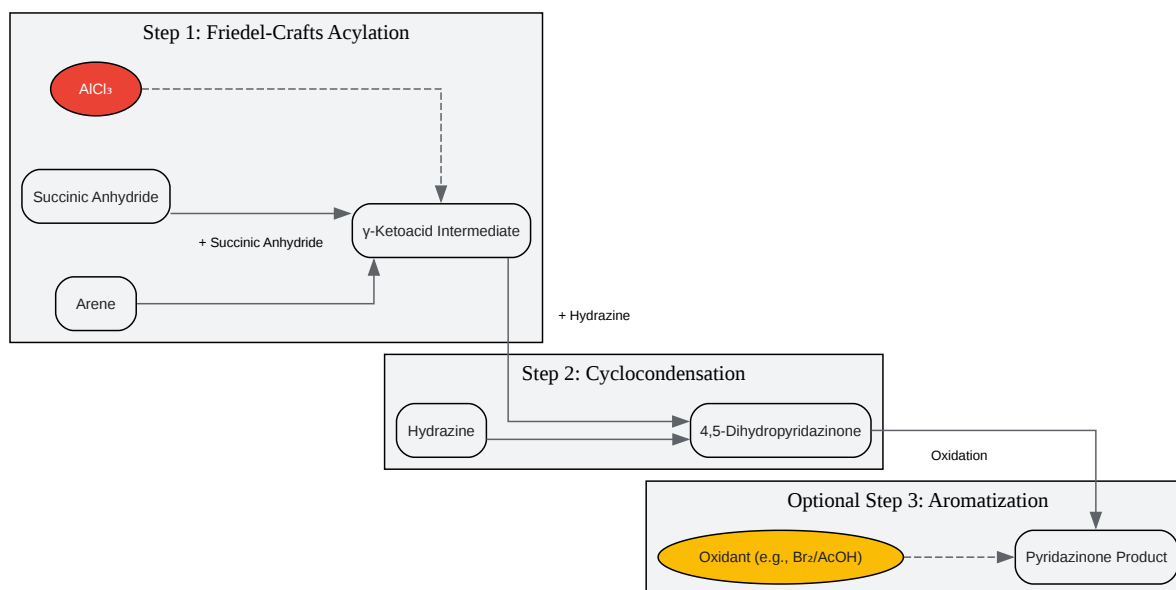 Step 1: Friedel-Crafts Acylation
AlCl₃
Succinic Anhydride
+ Succinic Anhydride
γ-Ketoacid Intermediate
Arene
+ Hydrazine
Step 2: Cyclocondensation
Hydrazine
4,5-Dihydropyridazinone
Oxidation
Optional Step 3: Aromatization
Oxidant (e.g., Br₂/AcOH)
Pyridazinone Product